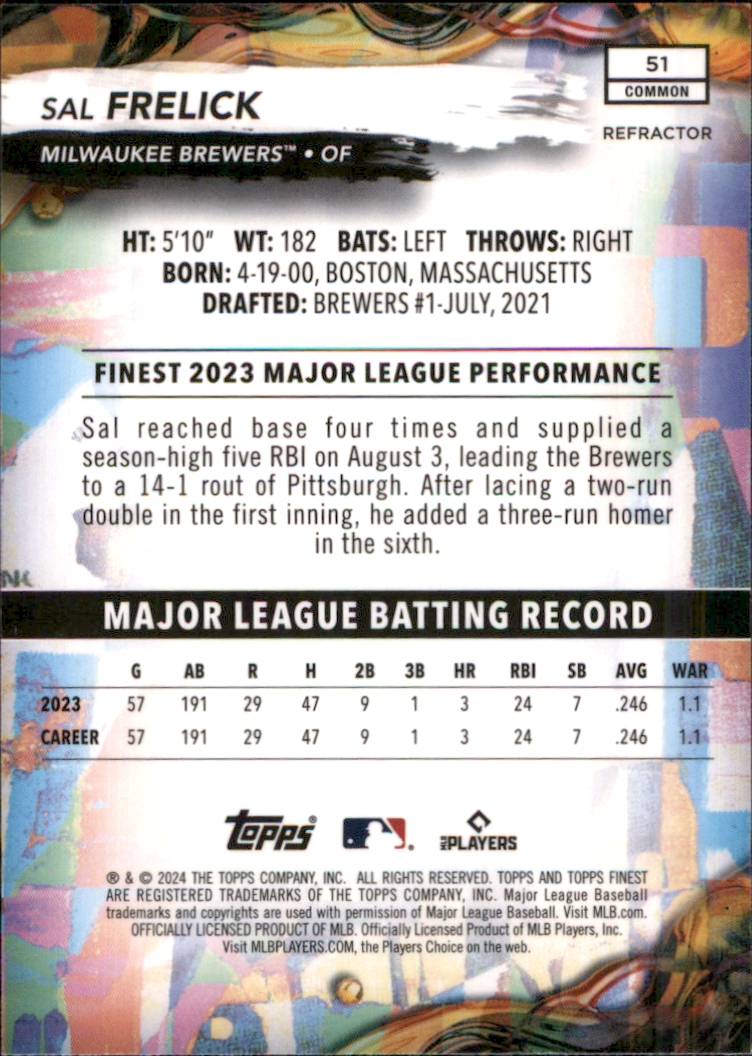 SAL FRELICK
MILWAUKEE BREWERS™ • OF
51
COMMON
REFRACTOR
HT: 5'10" WT: 182 BATS: LEFT THROWS: RIGHT
BORN: 4-19-00, BOSTON, MASSACHUSETTS
DRAFTED: BREWERS #1-JULY, 2021
FINEST 2023 MAJOR LEAGUE PERFORMANCE
Sal reached base four times and supplied a
season-high five RBI on August 3, leading the Brewers
to a 14-1 rout of Pittsburgh. After lacing a two-run
double in the first inning, he added a three-run homer
in the sixth.
MAJOR LEAGUE BATTING RECORD
G AB R H 2B 3B HR RBI SB AVG WAR
2023 57 191 29 47 9 1 3 24 7 .246 1.1
CAREER 57 191 29 47 9 1 3 24 7 .246 1.1
Topps® MLB PLAYERS
® & © 2024 THE TOPPS COMPANY, INC. ALL RIGHTS RESERVED. TOPPS AND TOPPS FINEST
ARE REGISTERED TRADEMARKS OF THE TOPPS COMPANY, INC. Major League Baseball
trademarks and copyrights are used with permission of Major League Baseball. Visit MLB.com.
OFFICIALLY LICENSED PRODUCT OF MLB. Officially Licensed Product of MLB Players, Inc.
Visit MLBPLAYERS.COM, the Players Choice on the web.